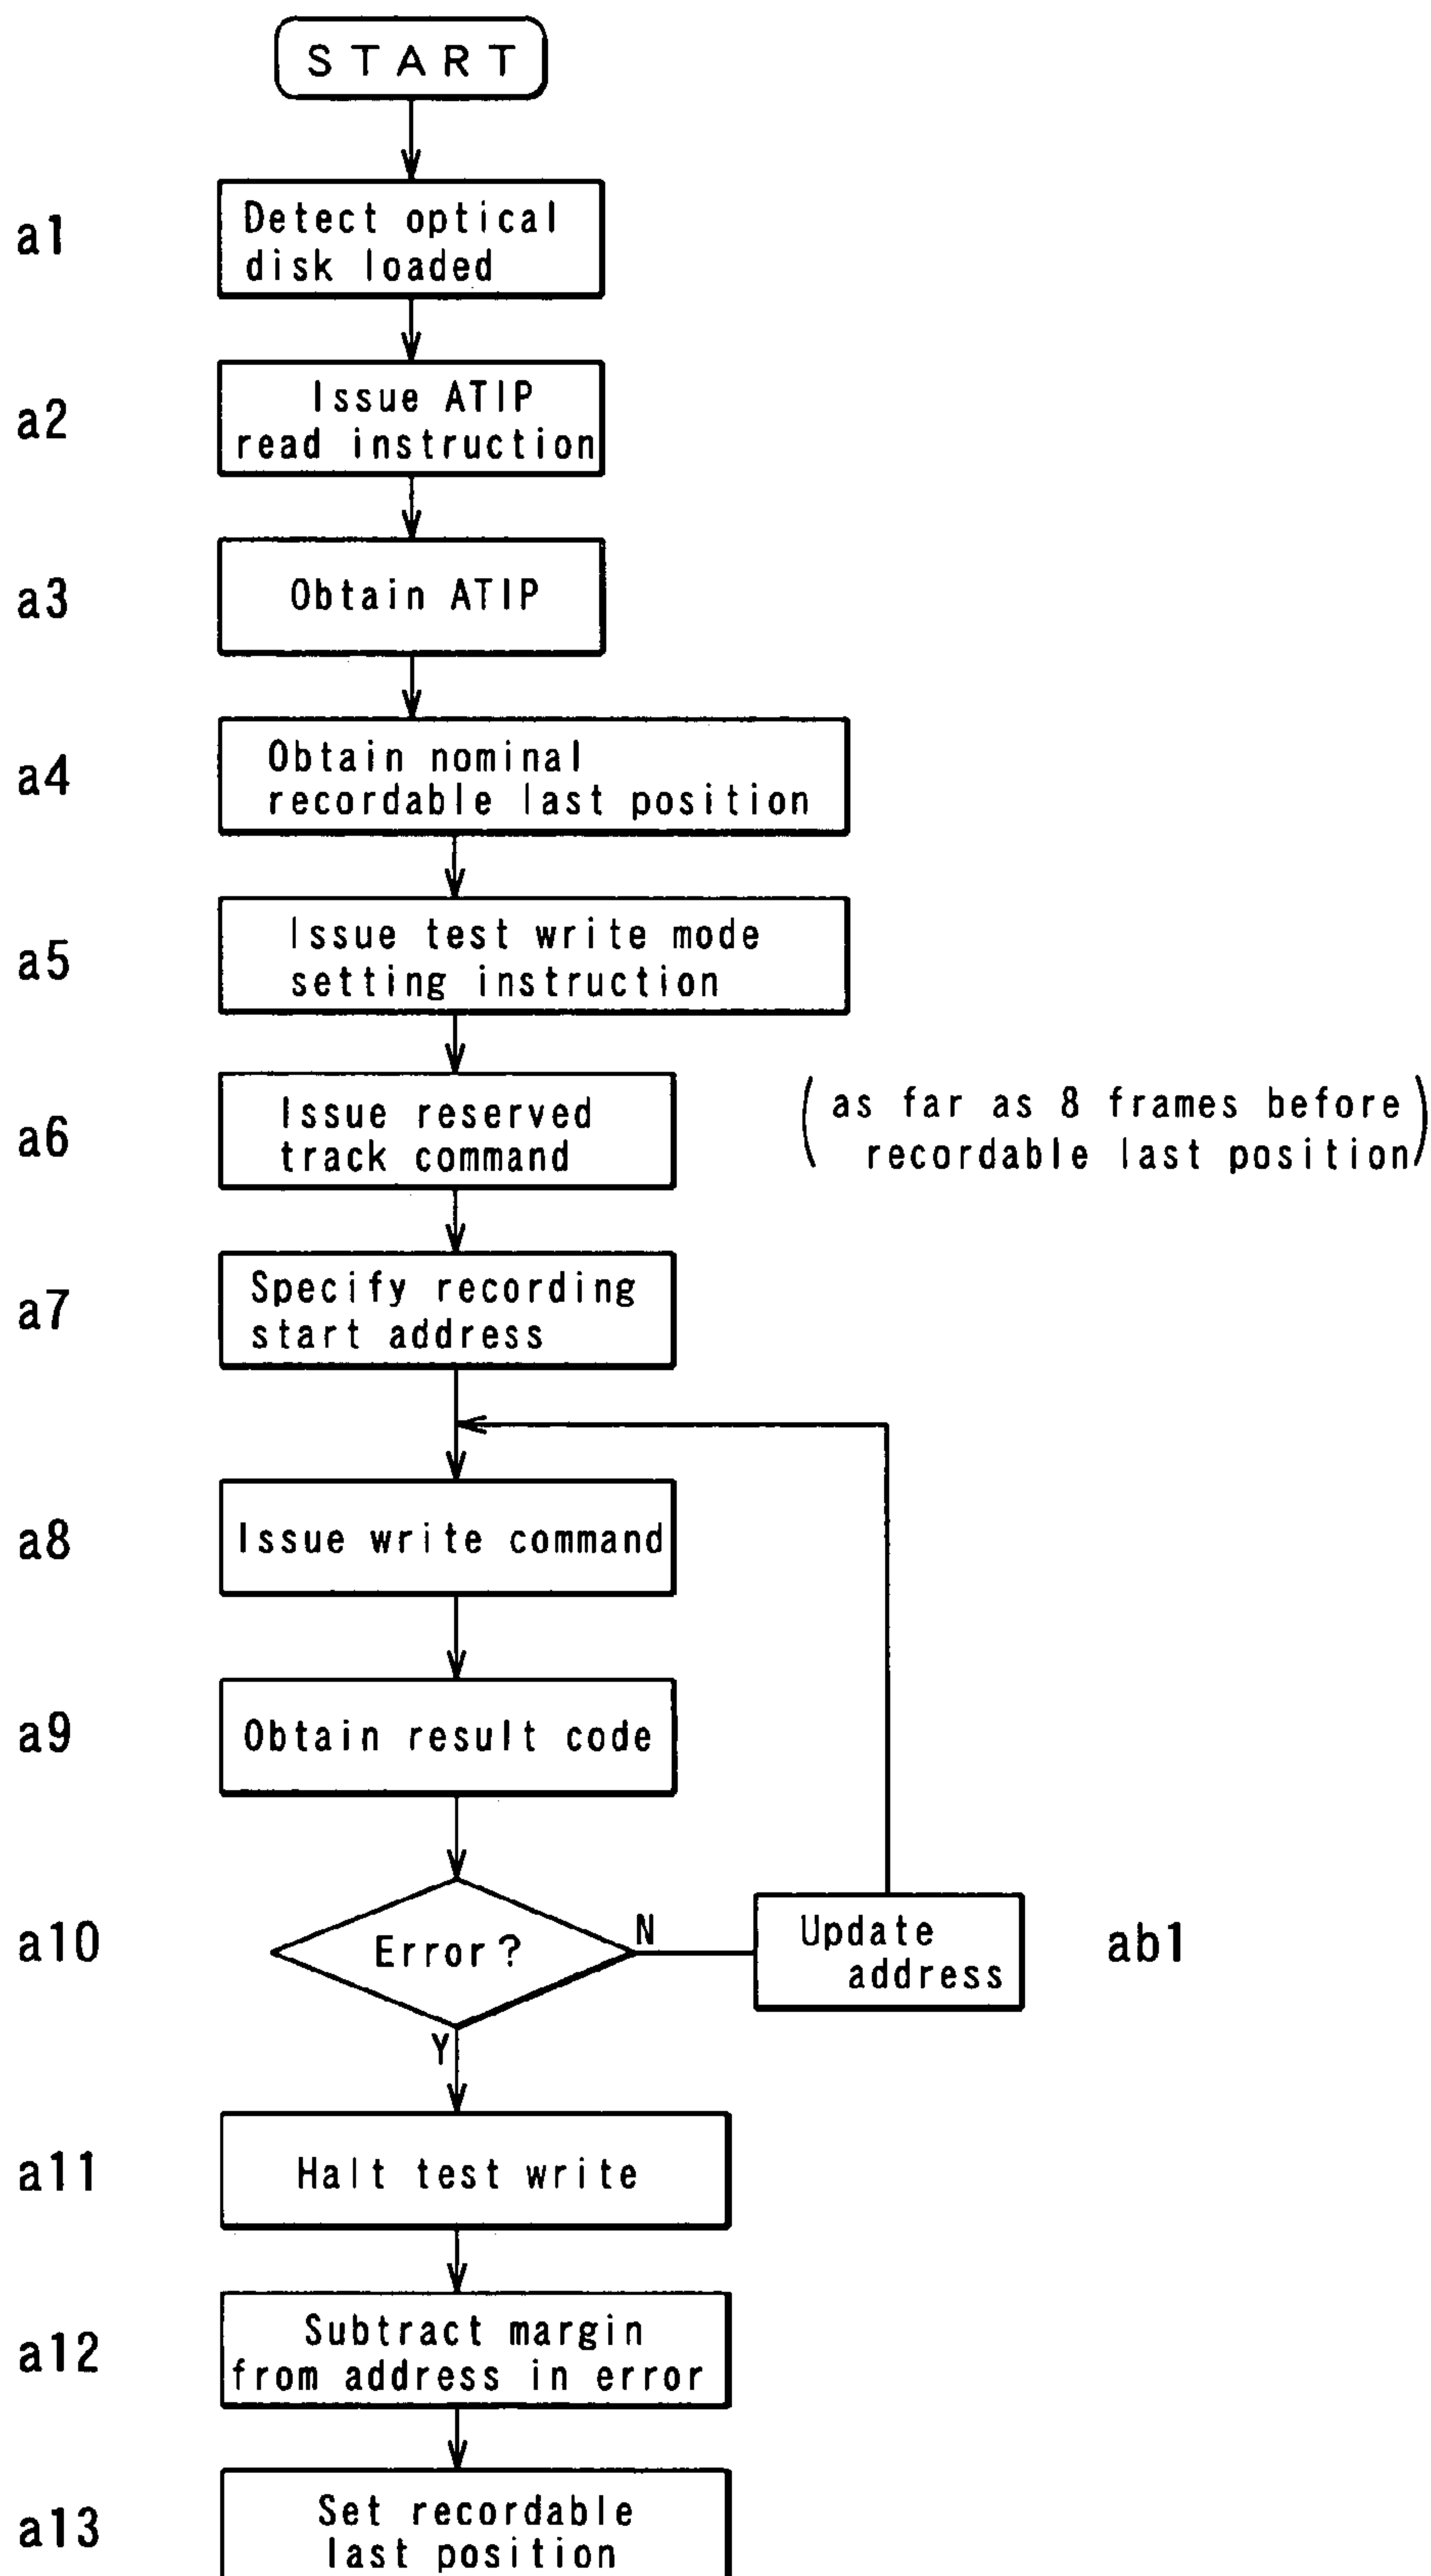 START
a1
Detect optical
disk loaded
a2
Issue ATIP
read instruction
a3
Obtain ATIP
a4
Obtain nominal
recordable last position
a5
Issue test write mode
setting instruction
a6
Issue reserved
track command
(as far as 8 frames before
recordable last position)
a7
Specify recording
start address
a8
Issue write command
a9
Obtain result code
a10
Error?
N
Update
address
ab1
Y
a11
Halt test write
a12
Subtract margin
from address in error
a13
Set recordable
last position